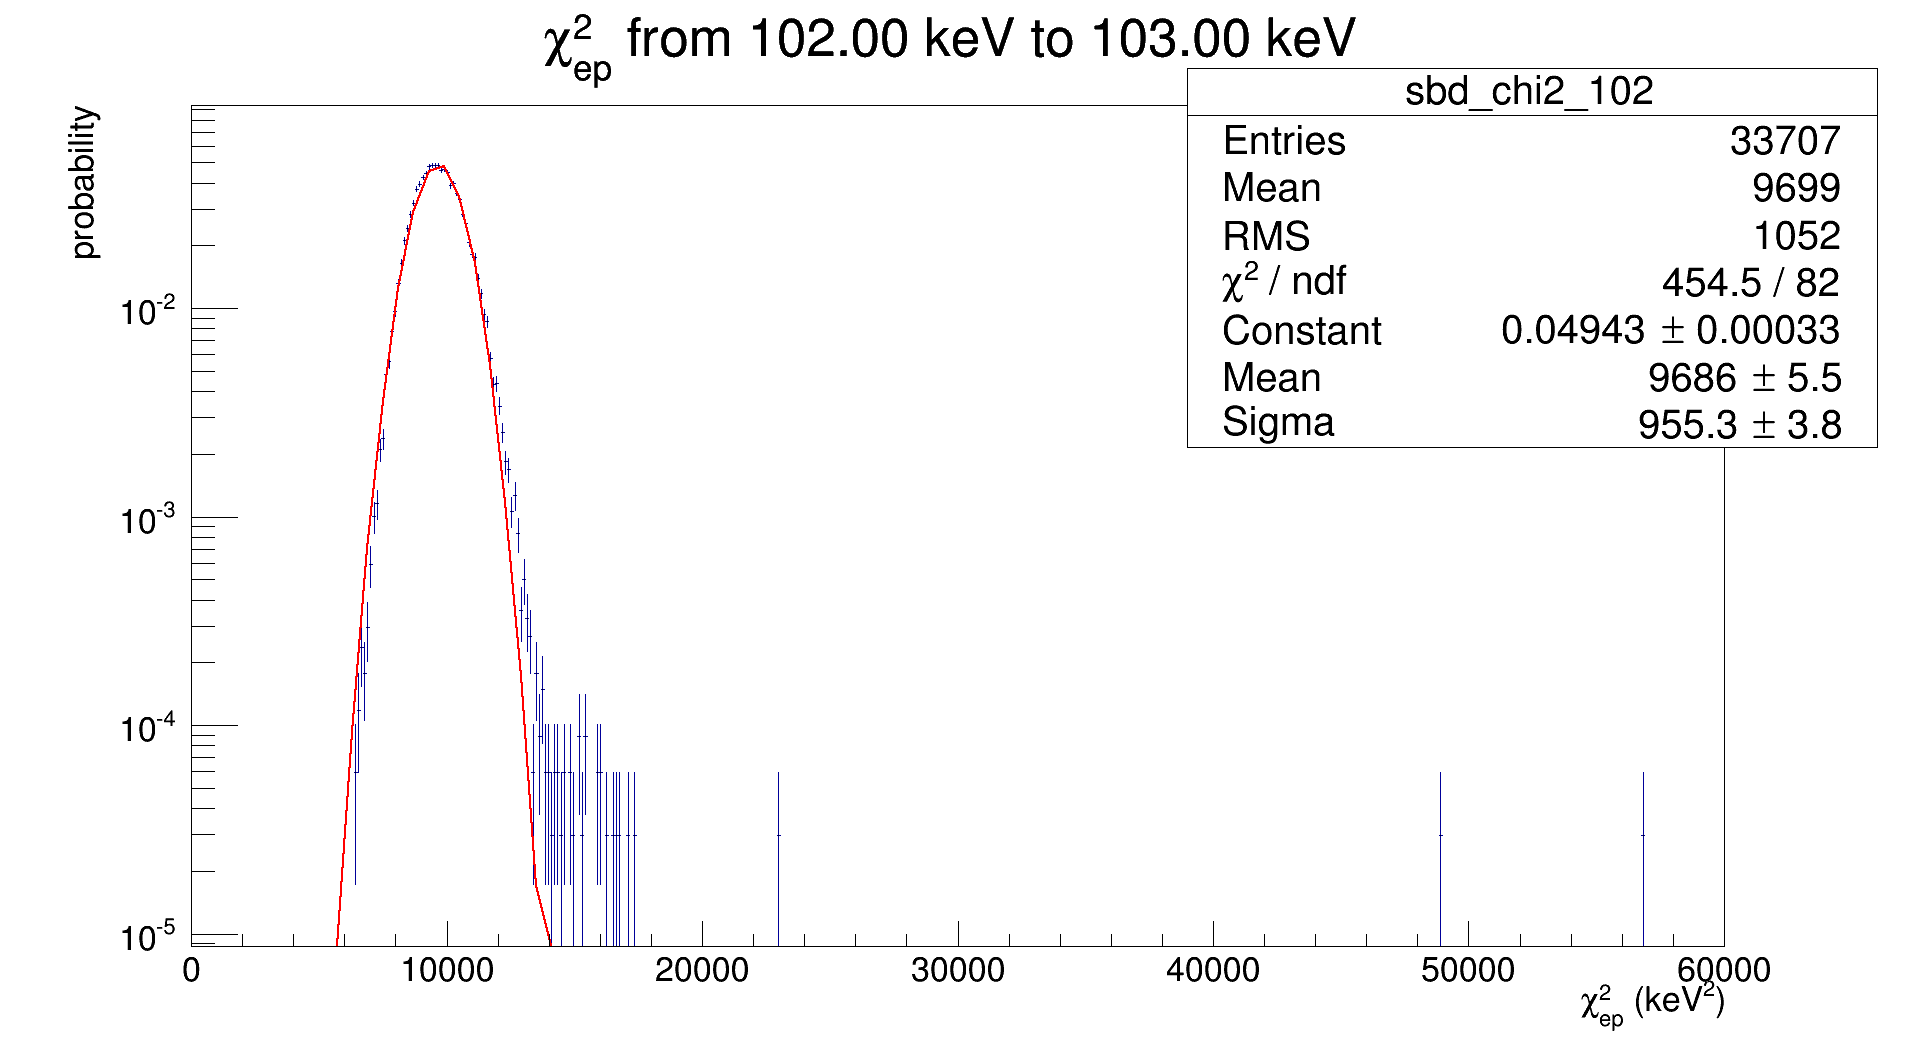 χ²ep from 102.00 keV to 103.00 keV
sbd_chi2_102
Entries 33707
Mean 9699
RMS 1052
χ² / ndf 454.5 / 82
Constant 0.04943 ± 0.00033
Mean 9686 ± 5.5
Sigma 955.3 ± 3.8
probability
10⁻²
10⁻³
10⁻⁴
10⁻⁵
0 10000 20000 30000 40000 50000 60000
χ²ep (keV²)